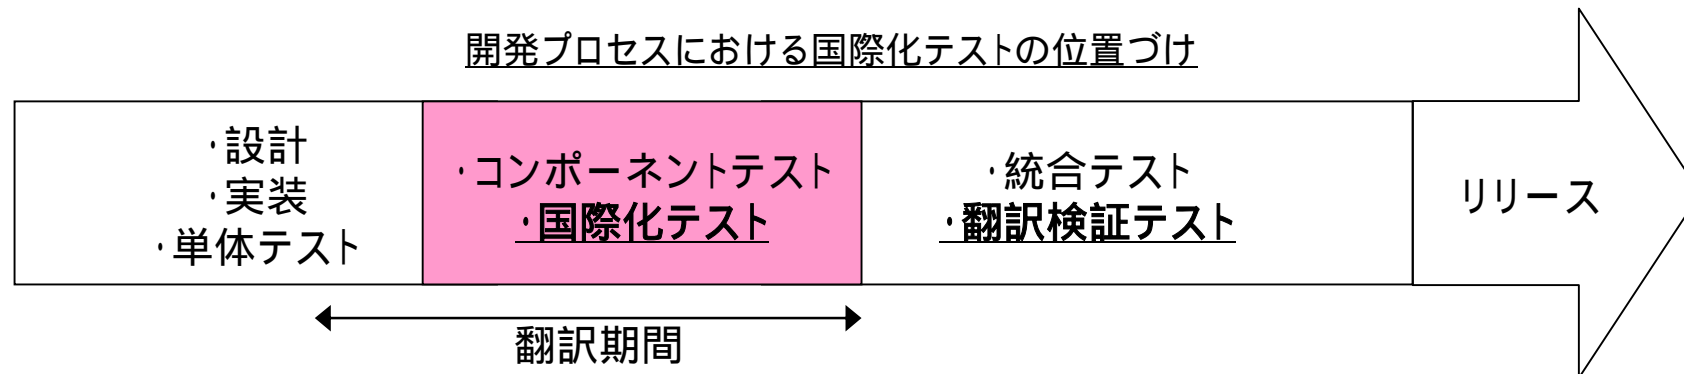 開発プロセスにおける国際化テストの位置づけ
・設計
・実装
・単体テスト
・コンポーネントテスト
・国際化テスト
・統合テスト
・翻訳検証テスト
リリース
翻訳期間